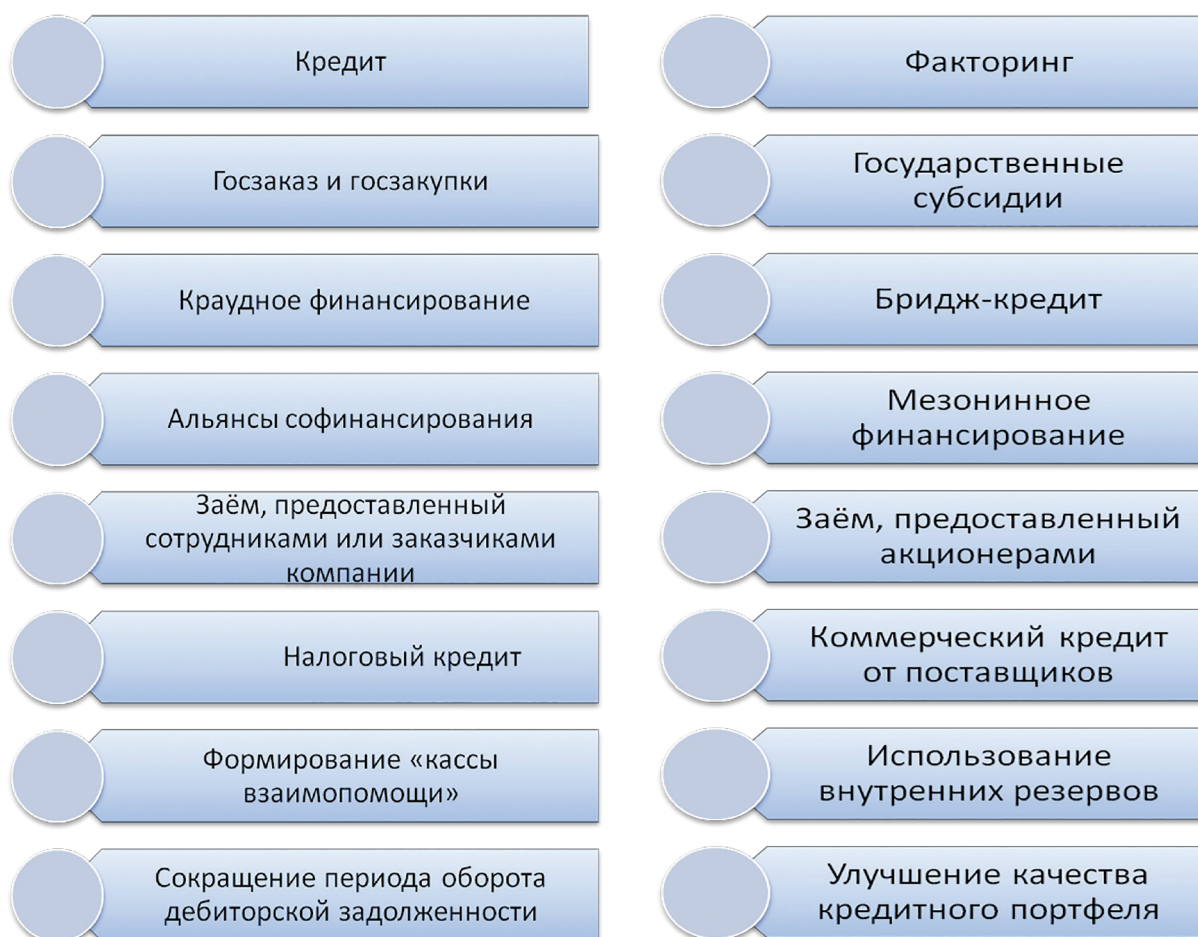 Кредит
Госзаказ и госзакупки
Краудное финансирование
Альянсы софинансирования
Заём, предоставленный
сотрудниками или заказчиками
компании
Налоговый кредит
Формирование «кассы
взаимопомощи»
Сокращение периода оборота
дебиторской задолженности
Факторинг
Государственные
субсидии
Бридж-кредит
Мезонинное
финансирование
Заём, предоставленный
акционерами
Коммерческий кредит
от поставщиков
Использование
внутренних резервов
Улучшение качества
кредитного портфеля